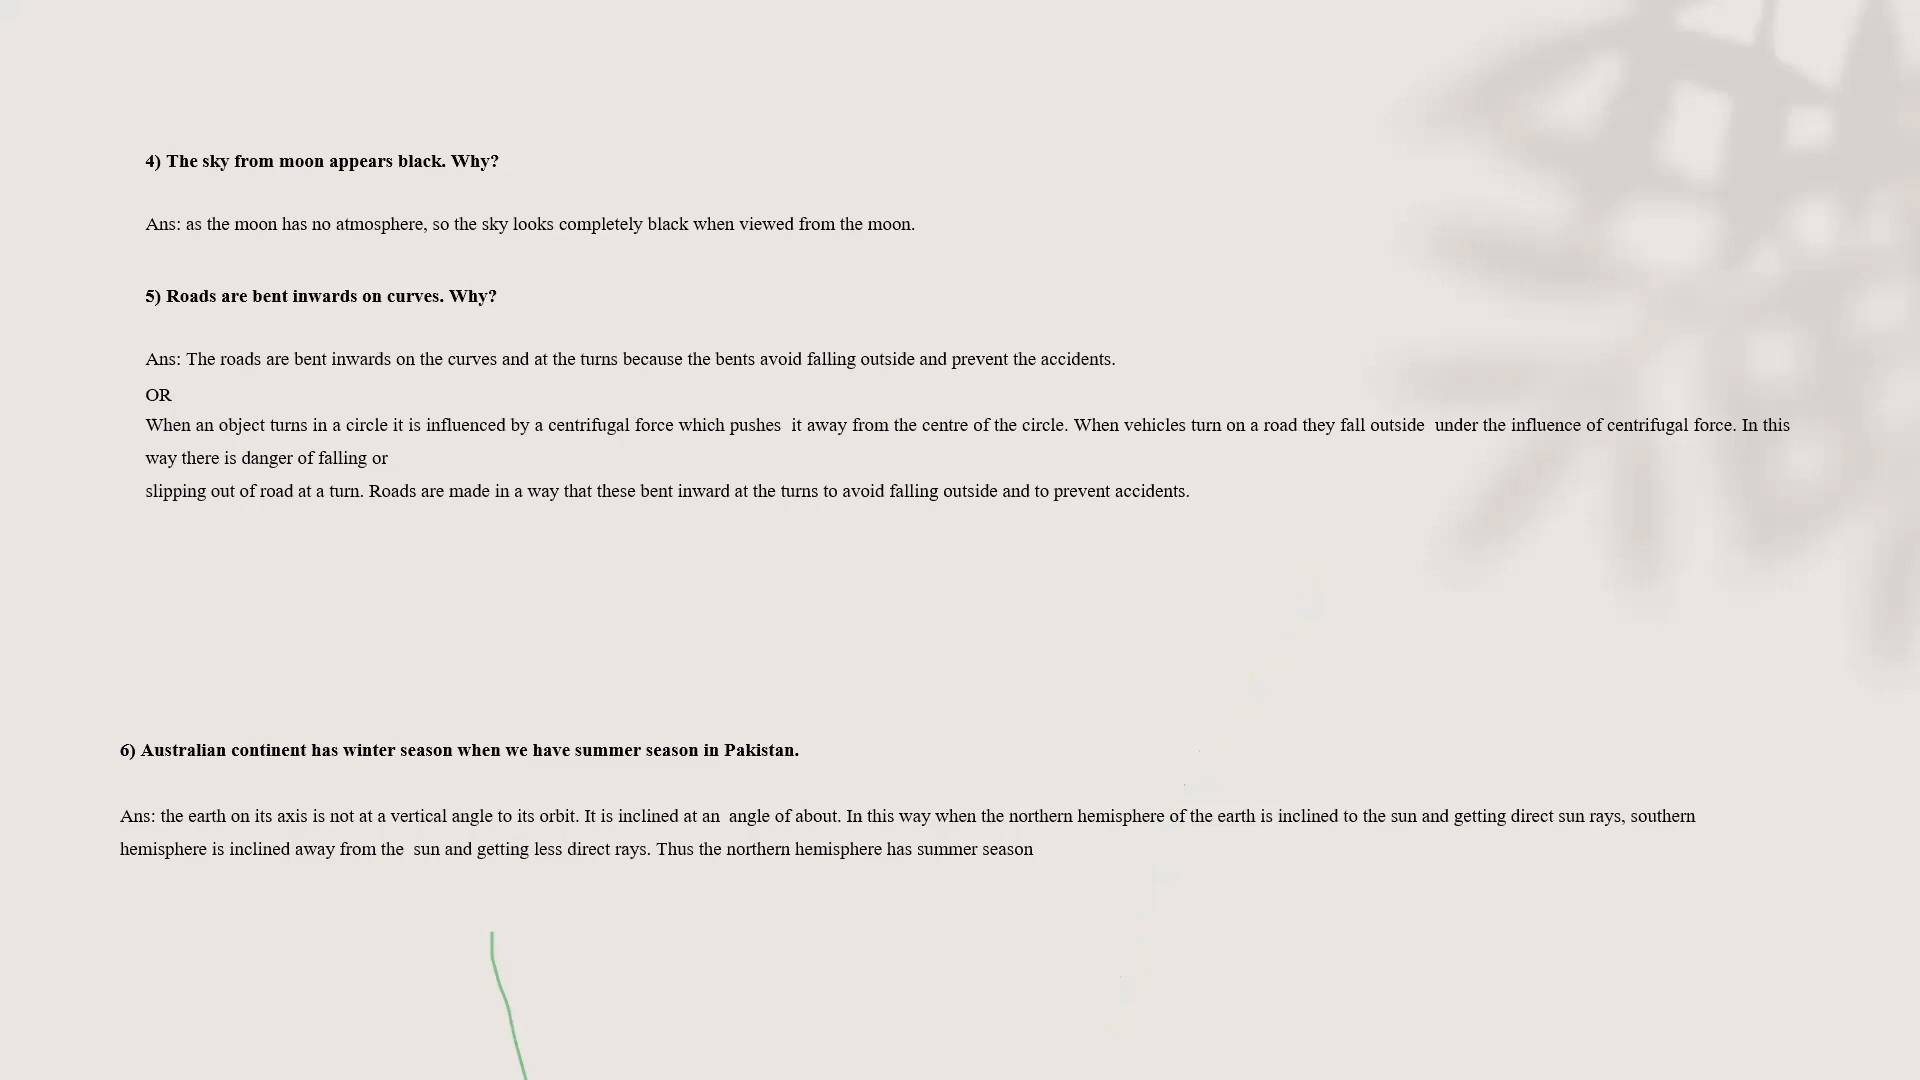 4) The sky from moon appears black. Why?
Ans: as the moon has no atmosphere, so the sky looks completely black when viewed from the moon.
5) Roads are bent inwards on curves. Why?
Ans: The roads are bent inwards on the curves and at the turns because the bents avoid falling outside and prevent the accidents.
OR
When an object turns in a circle it is influenced by a centrifugal force which pushes  it away from the centre of the circle. When vehicles turn on a road they fall outside  under the influence of centrifugal force. In this
way there is danger of falling or
slipping out of road at a turn. Roads are made in a way that these bent inward at the turns to avoid falling outside and to prevent accidents.
6) Australian continent has winter season when we have summer season in Pakistan.
Ans: the earth on its axis is not at a vertical angle to its orbit. It is inclined at an  angle of about. In this way when the northern hemisphere of the earth is inclined to the sun and getting direct sun rays, southern
hemisphere is inclined away from the  sun and getting less direct rays. Thus the northern hemisphere has summer season